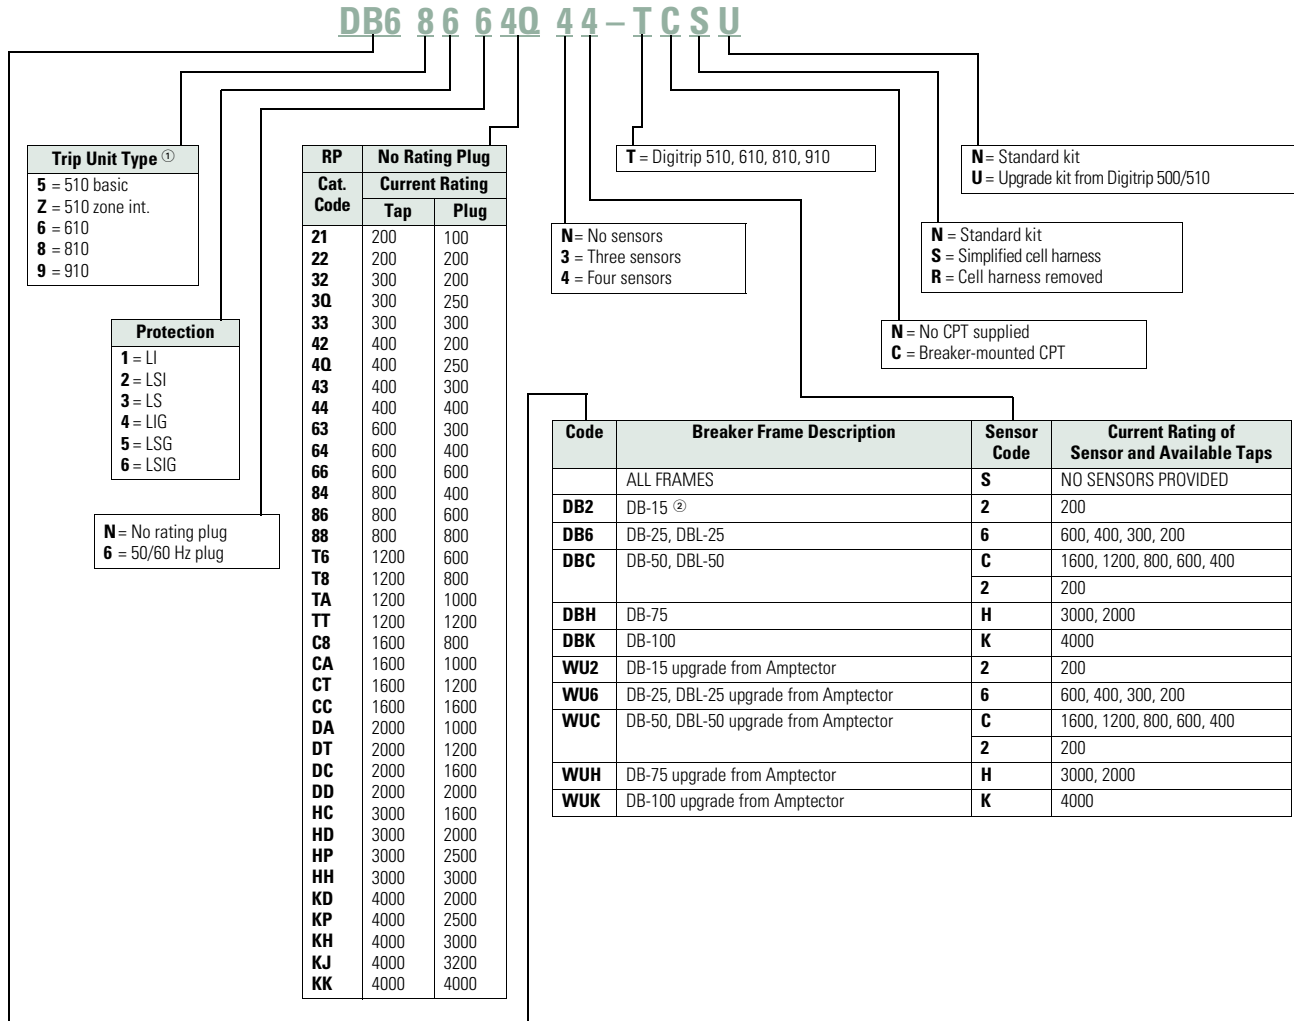 DB6 8 6 6 4Q 4 4 – T C S U
Trip Unit Type ①
5 = 510 basic
Z = 510 zone int.
6 = 610
8 = 810
9 = 910
Protection
1 = LI
2 = LSI
3 = LS
4 = LIG
5 = LSG
6 = LSIG
N = No rating plug
6 = 50/60 Hz plug
RP No Rating Plug
Cat. Code Current Rating
Tap Plug
21 200 100
22 200 200
32 300 200
3Q 300 250
33 300 300
42 400 200
4Q 400 250
43 400 300
44 400 400
63 600 300
64 600 400
66 600 600
84 800 400
86 800 600
88 800 800
T6 1200 600
T8 1200 800
TA 1200 1000
TT 1200 1200
C8 1600 800
CA 1600 1000
CT 1600 1200
CC 1600 1600
DA 2000 1000
DT 2000 1200
DC 2000 1600
DD 2000 2000
HC 3000 1600
HD 3000 2000
HP 3000 2500
HH 3000 3000
KD 4000 2000
KP 4000 2500
KH 4000 3000
KJ 4000 3200
KK 4000 4000
N = No sensors
3 = Three sensors
4 = Four sensors
T = Digitrip 510, 610, 810, 910
N = Standard kit
U = Upgrade kit from Digitrip 500/510
N = Standard kit
S = Simplified cell harness
R = Cell harness removed
N = No CPT supplied
C = Breaker-mounted CPT
Code Breaker Frame Description Sensor Code Current Rating of Sensor and Available Taps
ALL FRAMES S NO SENSORS PROVIDED
DB2 DB-15 ② 2 200
DB6 DB-25, DBL-25 6 600, 400, 300, 200
DBC DB-50, DBL-50 C 1600, 1200, 800, 600, 400
2 200
DBH DB-75 H 3000, 2000
DBK DB-100 K 4000
WU2 DB-15 upgrade from Amptector 2 200
WU6 DB-25, DBL-25 upgrade from Amptector 6 600, 400, 300, 200
WUC DB-50, DBL-50 upgrade from Amptector C 1600, 1200, 800, 600, 400
2 200
WUH DB-75 upgrade from Amptector H 3000, 2000
WUK DB-100 upgrade from Amptector K 4000